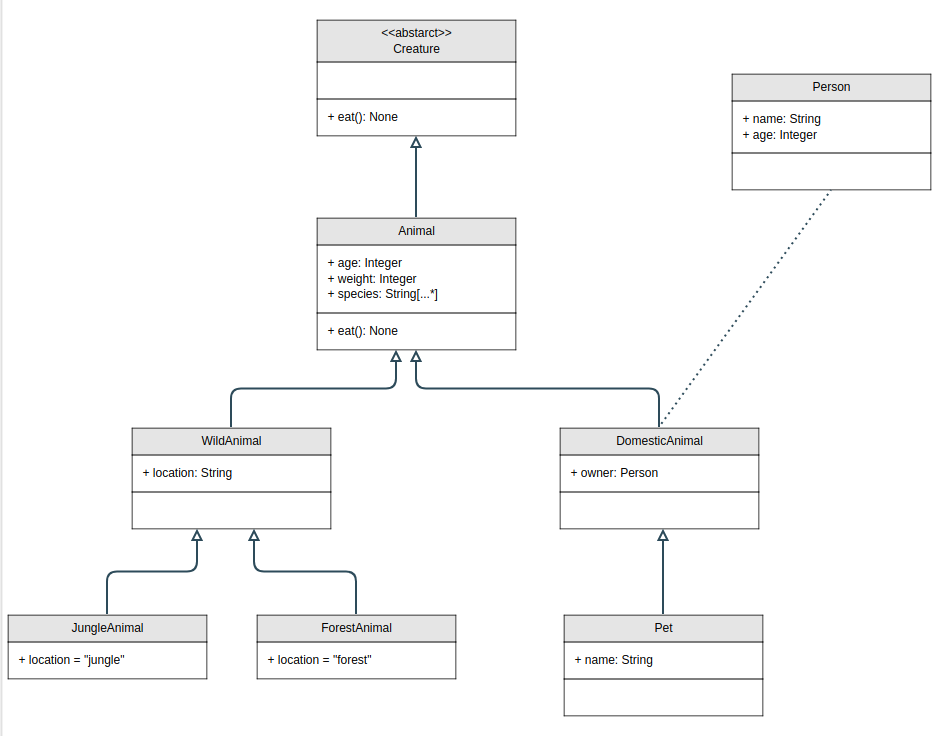 <<abstarct>>
Creature
+ eat(): None
Person
+ name: String
+ age: Integer
Animal
+ age: Integer
+ weight: Integer
+ species: String[...*]
+ eat(): None
WildAnimal
+ location: String
DomesticAnimal
+ owner: Person
JungleAnimal
+ location = "jungle"
ForestAnimal
+ location = "forest"
Pet
+ name: String